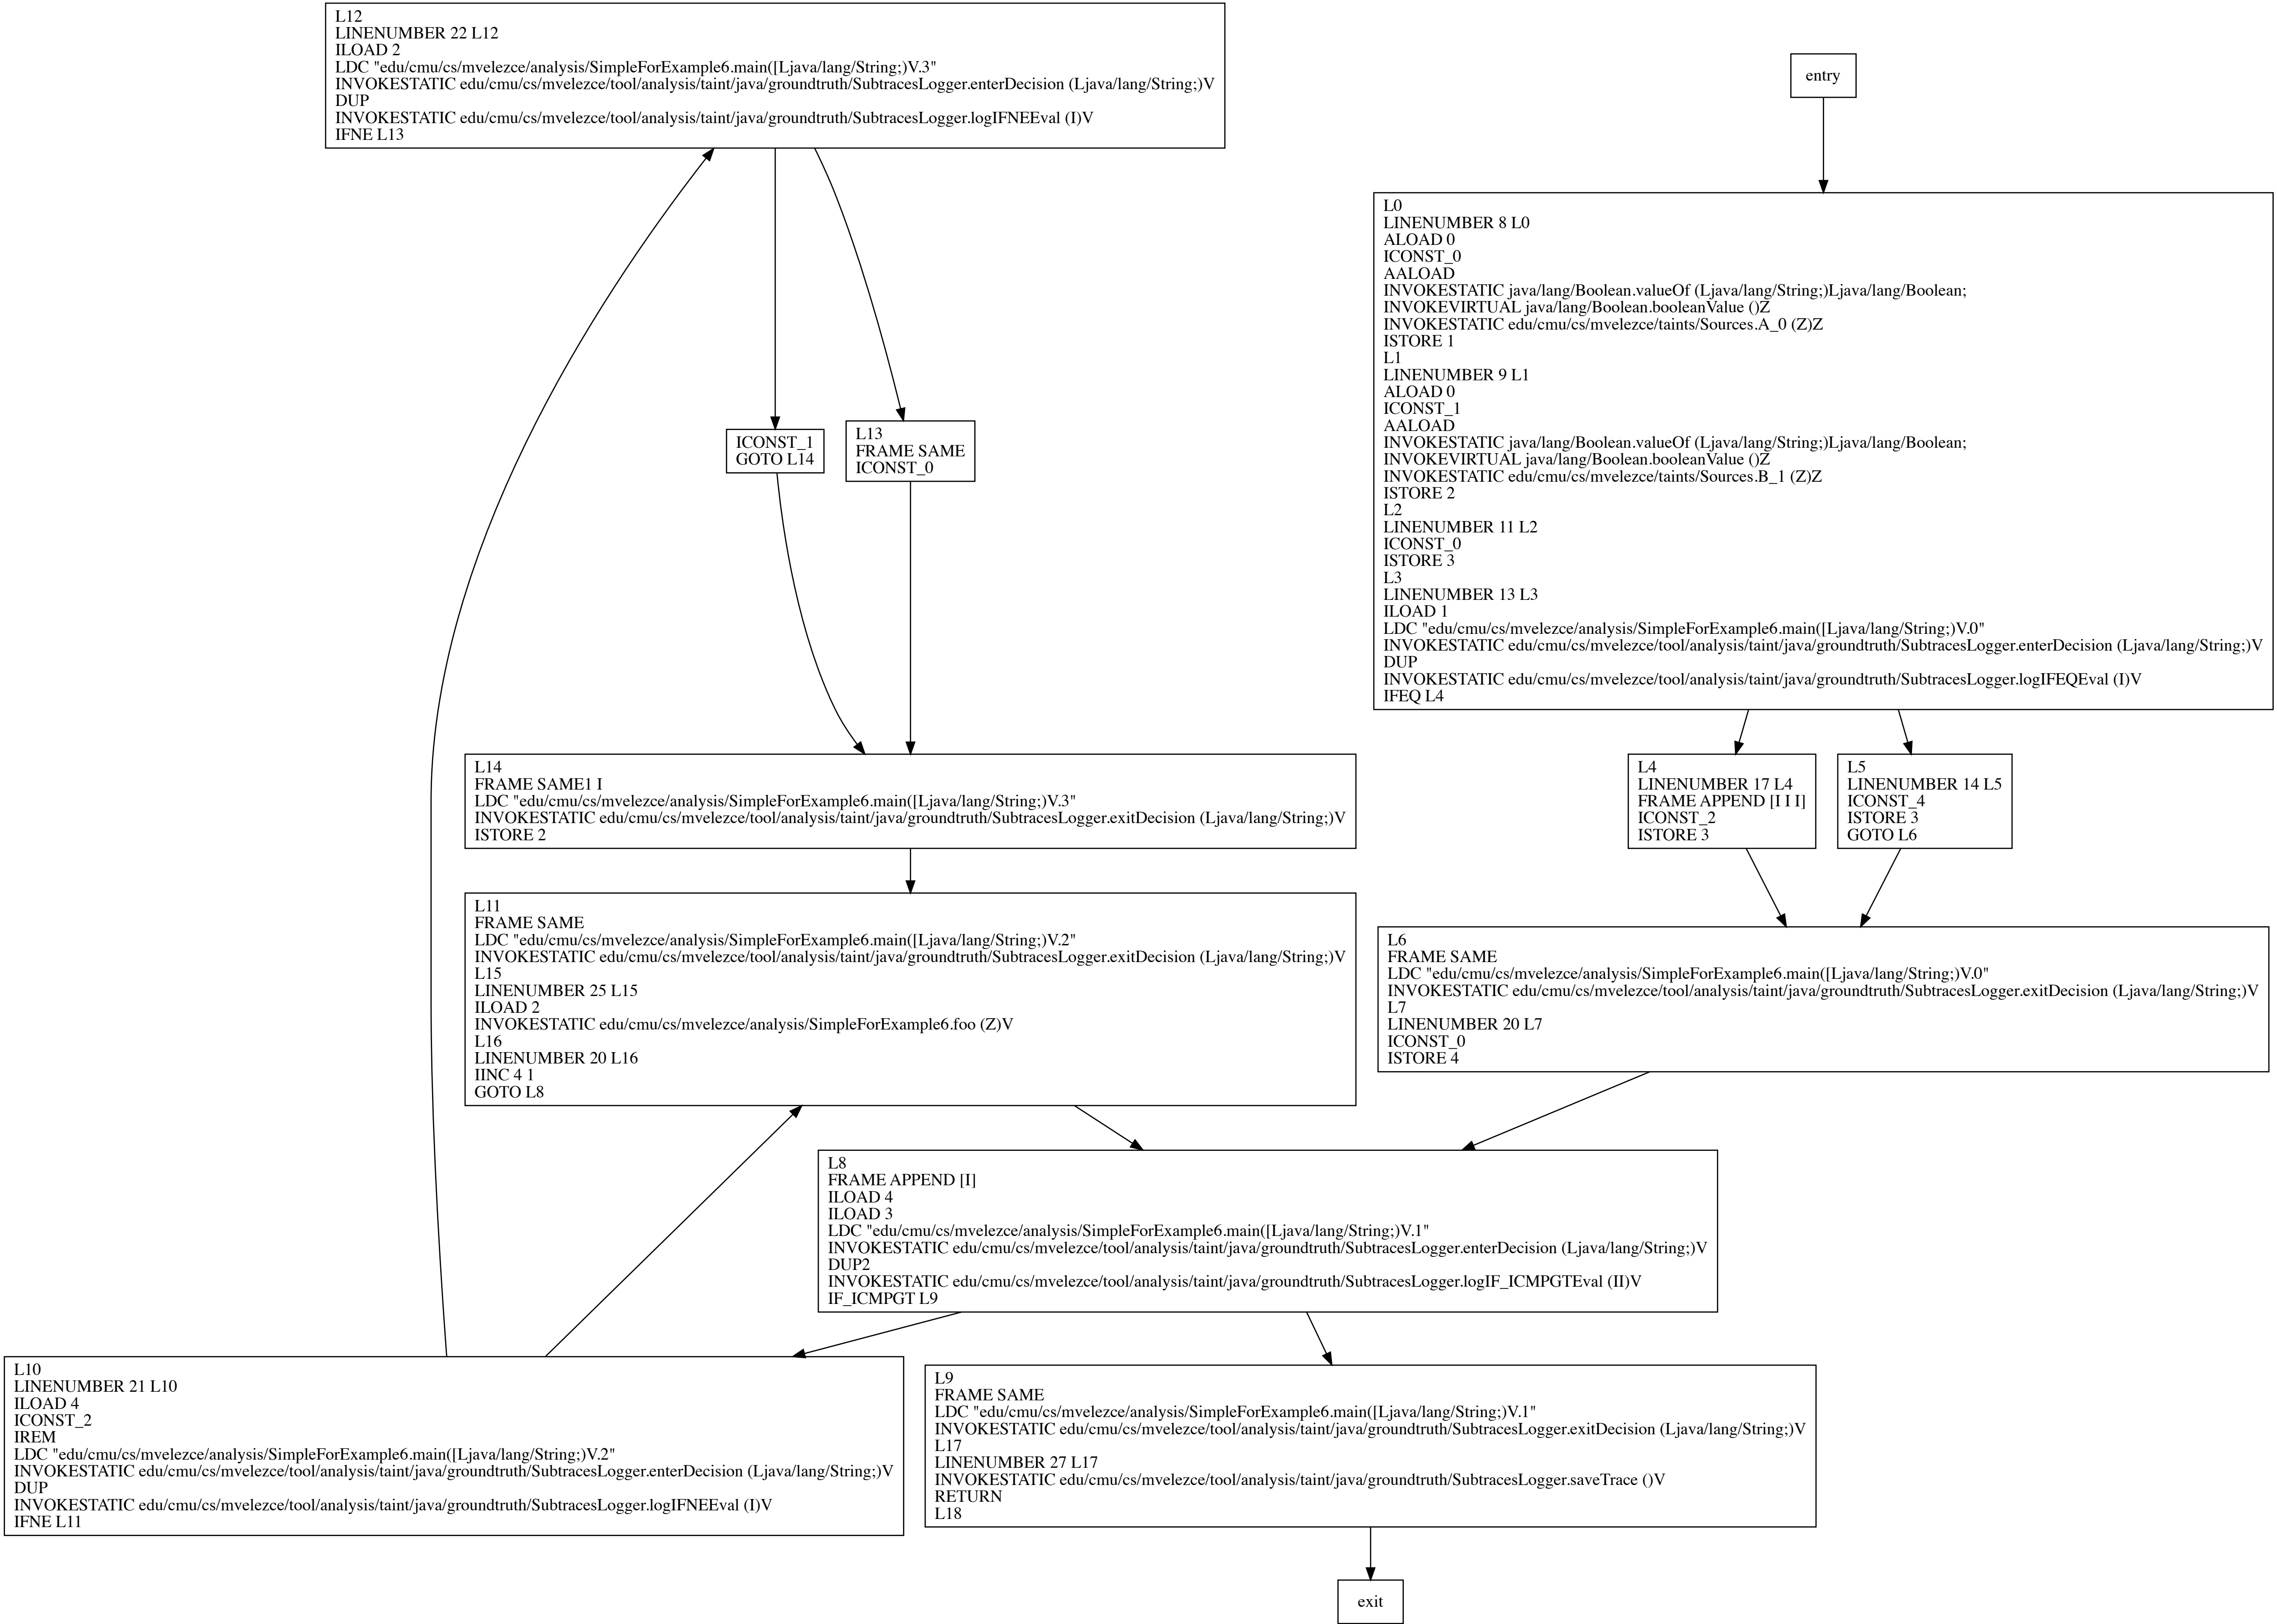 L12
LINENUMBER 22 L12
ILOAD 2
LDC "edu/cmu/cs/mvelezce/analysis/SimpleForExample6.main([Ljava/lang/String;)V.3"
INVOKESTATIC edu/cmu/cs/mvelezce/tool/analysis/taint/java/groundtruth/SubtracesLogger.enterDecision (Ljava/lang/String;)V
DUP
INVOKESTATIC edu/cmu/cs/mvelezce/tool/analysis/taint/java/groundtruth/SubtracesLogger.logIFNEEval (I)V
IFNE L13
entry
L0
LINENUMBER 8 L0
ALOAD 0
ICONST_0
AALOAD
INVOKESTATIC java/lang/Boolean.valueOf (Ljava/lang/String;)Ljava/lang/Boolean;
INVOKEVIRTUAL java/lang/Boolean.booleanValue ()Z
INVOKESTATIC edu/cmu/cs/mvelezce/taints/Sources.A_0 (Z)Z
ISTORE 1
L1
LINENUMBER 9 L1
ALOAD 0
ICONST_1
AALOAD
INVOKESTATIC java/lang/Boolean.valueOf (Ljava/lang/String;)Ljava/lang/Boolean;
INVOKEVIRTUAL java/lang/Boolean.booleanValue ()Z
INVOKESTATIC edu/cmu/cs/mvelezce/taints/Sources.B_1 (Z)Z
ISTORE 2
L2
LINENUMBER 11 L2
ICONST_0
ISTORE 3
L3
LINENUMBER 13 L3
ILOAD 1
LDC "edu/cmu/cs/mvelezce/analysis/SimpleForExample6.main([Ljava/lang/String;)V.0"
INVOKESTATIC edu/cmu/cs/mvelezce/tool/analysis/taint/java/groundtruth/SubtracesLogger.enterDecision (Ljava/lang/String;)V
DUP
INVOKESTATIC edu/cmu/cs/mvelezce/tool/analysis/taint/java/groundtruth/SubtracesLogger.logIFEQEval (I)V
IFEQ L4
ICONST_1
GOTO L14
L13
FRAME SAME
ICONST_0
L14
FRAME SAME1 I
LDC "edu/cmu/cs/mvelezce/analysis/SimpleForExample6.main([Ljava/lang/String;)V.3"
INVOKESTATIC edu/cmu/cs/mvelezce/tool/analysis/taint/java/groundtruth/SubtracesLogger.exitDecision (Ljava/lang/String;)V
ISTORE 2
L4
LINENUMBER 17 L4
FRAME APPEND [I I I]
ICONST_2
ISTORE 3
L5
LINENUMBER 14 L5
ICONST_4
ISTORE 3
GOTO L6
L11
FRAME SAME
LDC "edu/cmu/cs/mvelezce/analysis/SimpleForExample6.main([Ljava/lang/String;)V.2"
INVOKESTATIC edu/cmu/cs/mvelezce/tool/analysis/taint/java/groundtruth/SubtracesLogger.exitDecision (Ljava/lang/String;)V
L15
LINENUMBER 25 L15
ILOAD 2
INVOKESTATIC edu/cmu/cs/mvelezce/analysis/SimpleForExample6.foo (Z)V
L16
LINENUMBER 20 L16
IINC 4 1
GOTO L8
L6
FRAME SAME
LDC "edu/cmu/cs/mvelezce/analysis/SimpleForExample6.main([Ljava/lang/String;)V.0"
INVOKESTATIC edu/cmu/cs/mvelezce/tool/analysis/taint/java/groundtruth/SubtracesLogger.exitDecision (Ljava/lang/String;)V
L7
LINENUMBER 20 L7
ICONST_0
ISTORE 4
L8
FRAME APPEND [I]
ILOAD 4
ILOAD 3
LDC "edu/cmu/cs/mvelezce/analysis/SimpleForExample6.main([Ljava/lang/String;)V.1"
INVOKESTATIC edu/cmu/cs/mvelezce/tool/analysis/taint/java/groundtruth/SubtracesLogger.enterDecision (Ljava/lang/String;)V
DUP2
INVOKESTATIC edu/cmu/cs/mvelezce/tool/analysis/taint/java/groundtruth/SubtracesLogger.logIF_ICMPGTEval (II)V
IF_ICMPGT L9
L10
LINENUMBER 21 L10
ILOAD 4
ICONST_2
IREM
LDC "edu/cmu/cs/mvelezce/analysis/SimpleForExample6.main([Ljava/lang/String;)V.2"
INVOKESTATIC edu/cmu/cs/mvelezce/tool/analysis/taint/java/groundtruth/SubtracesLogger.enterDecision (Ljava/lang/String;)V
DUP
INVOKESTATIC edu/cmu/cs/mvelezce/tool/analysis/taint/java/groundtruth/SubtracesLogger.logIFNEEval (I)V
IFNE L11
L9
FRAME SAME
LDC "edu/cmu/cs/mvelezce/analysis/SimpleForExample6.main([Ljava/lang/String;)V.1"
INVOKESTATIC edu/cmu/cs/mvelezce/tool/analysis/taint/java/groundtruth/SubtracesLogger.exitDecision (Ljava/lang/String;)V
L17
LINENUMBER 27 L17
INVOKESTATIC edu/cmu/cs/mvelezce/tool/analysis/taint/java/groundtruth/SubtracesLogger.saveTrace ()V
RETURN
L18
exit